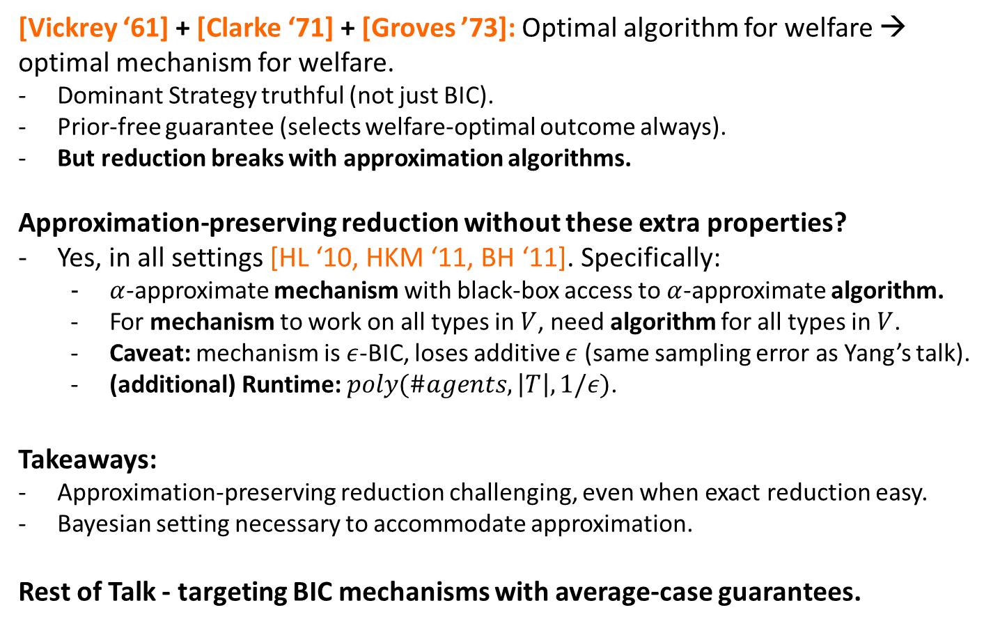 [Vickrey ‘61] + [Clarke ‘71] + [Groves ’73]: Optimal algorithm for welfare →
optimal mechanism for welfare.
- Dominant Strategy truthful (not just BIC).
- Prior-free guarantee (selects welfare-optimal outcome always).
- But reduction breaks with approximation algorithms.
Approximation-preserving reduction without these extra properties?
- Yes, in all settings [HL ‘10, HKM ‘11, BH ‘11]. Specifically:
- 𝛼-approximate mechanism with black-box access to 𝛼-approximate algorithm.
- For mechanism to work on all types in 𝑉, need algorithm for all types in 𝑉.
- Caveat: mechanism is 𝜖-BIC, loses additive 𝜖 (same sampling error as Yang’s talk).
- (additional) Runtime: 𝑝𝑜𝑙𝑦(#𝑎𝑔𝑒𝑛𝑡𝑠, |𝑇|, 1/𝜖).
Takeaways:
- Approximation-preserving reduction challenging, even when exact reduction easy.
- Bayesian setting necessary to accommodate approximation.
Rest of Talk - targeting BIC mechanisms with average-case guarantees.